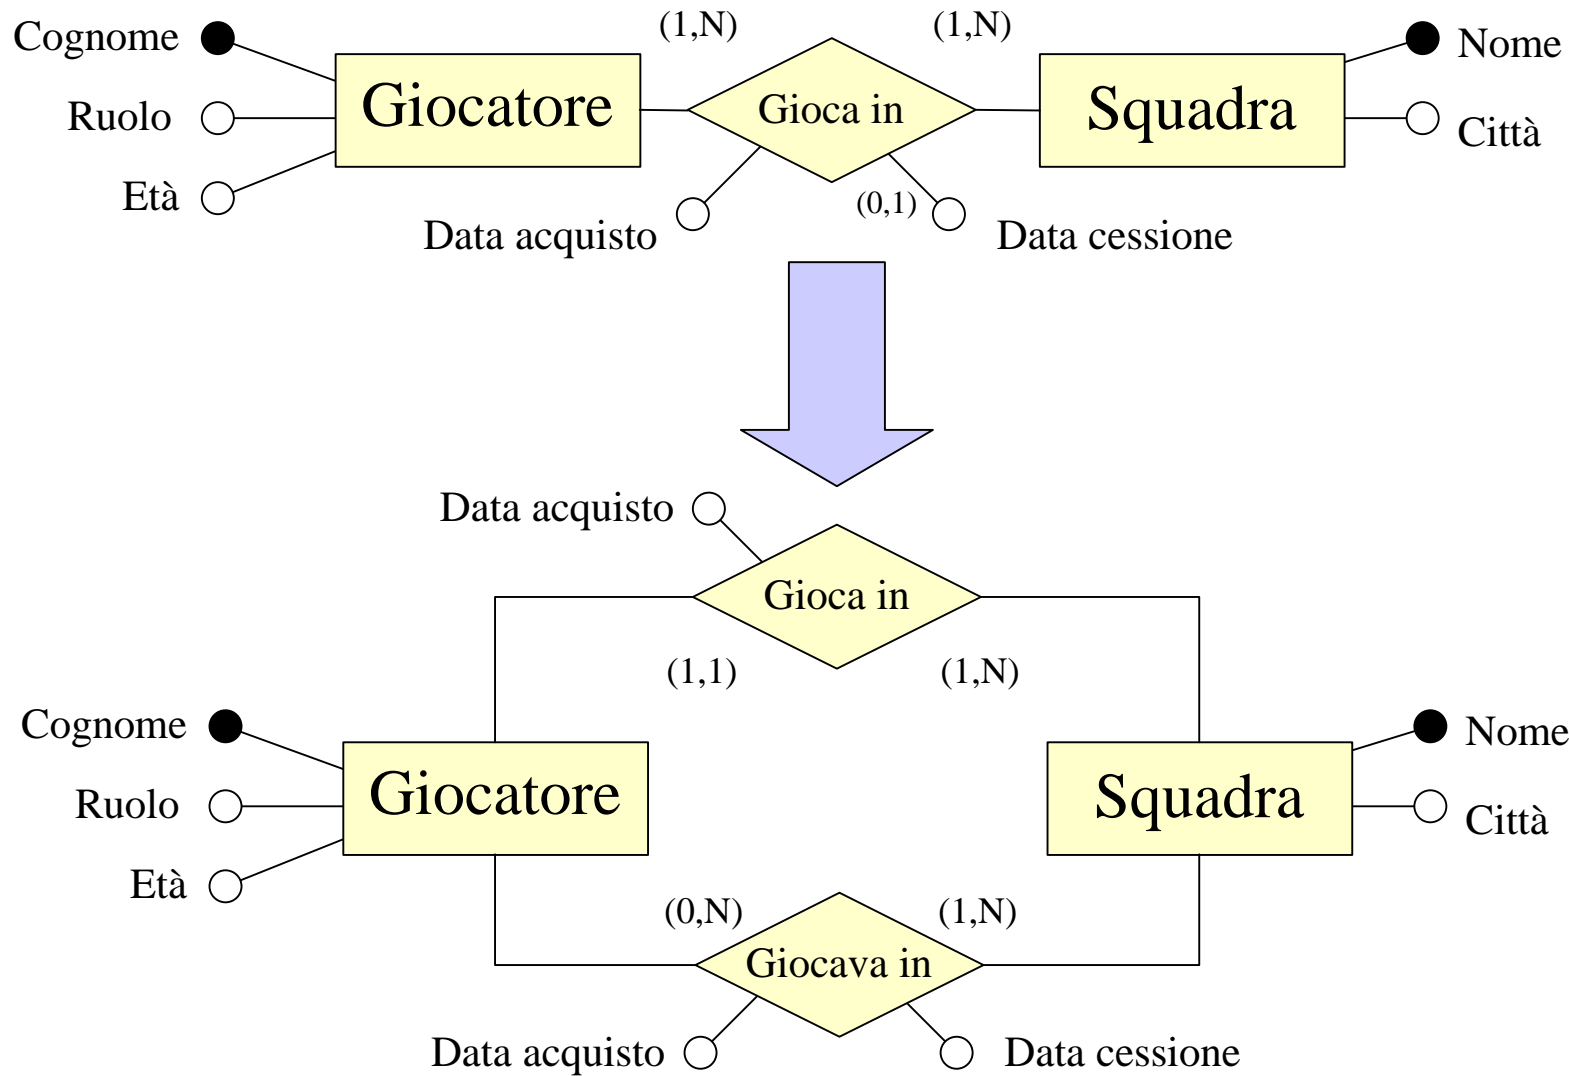 (1,N)
(1,N)
Cognome
Nome
Giocatore
Gioca in
Squadra
Ruolo
Città
Età
(0,1)
Data acquisto
Data cessione
Data acquisto
Gioca in
(1,1)
(1,N)
Cognome
Nome
Giocatore
Squadra
Ruolo
Città
Età
(0,N)
(1,N)
Giocava in
Data acquisto
Data cessione